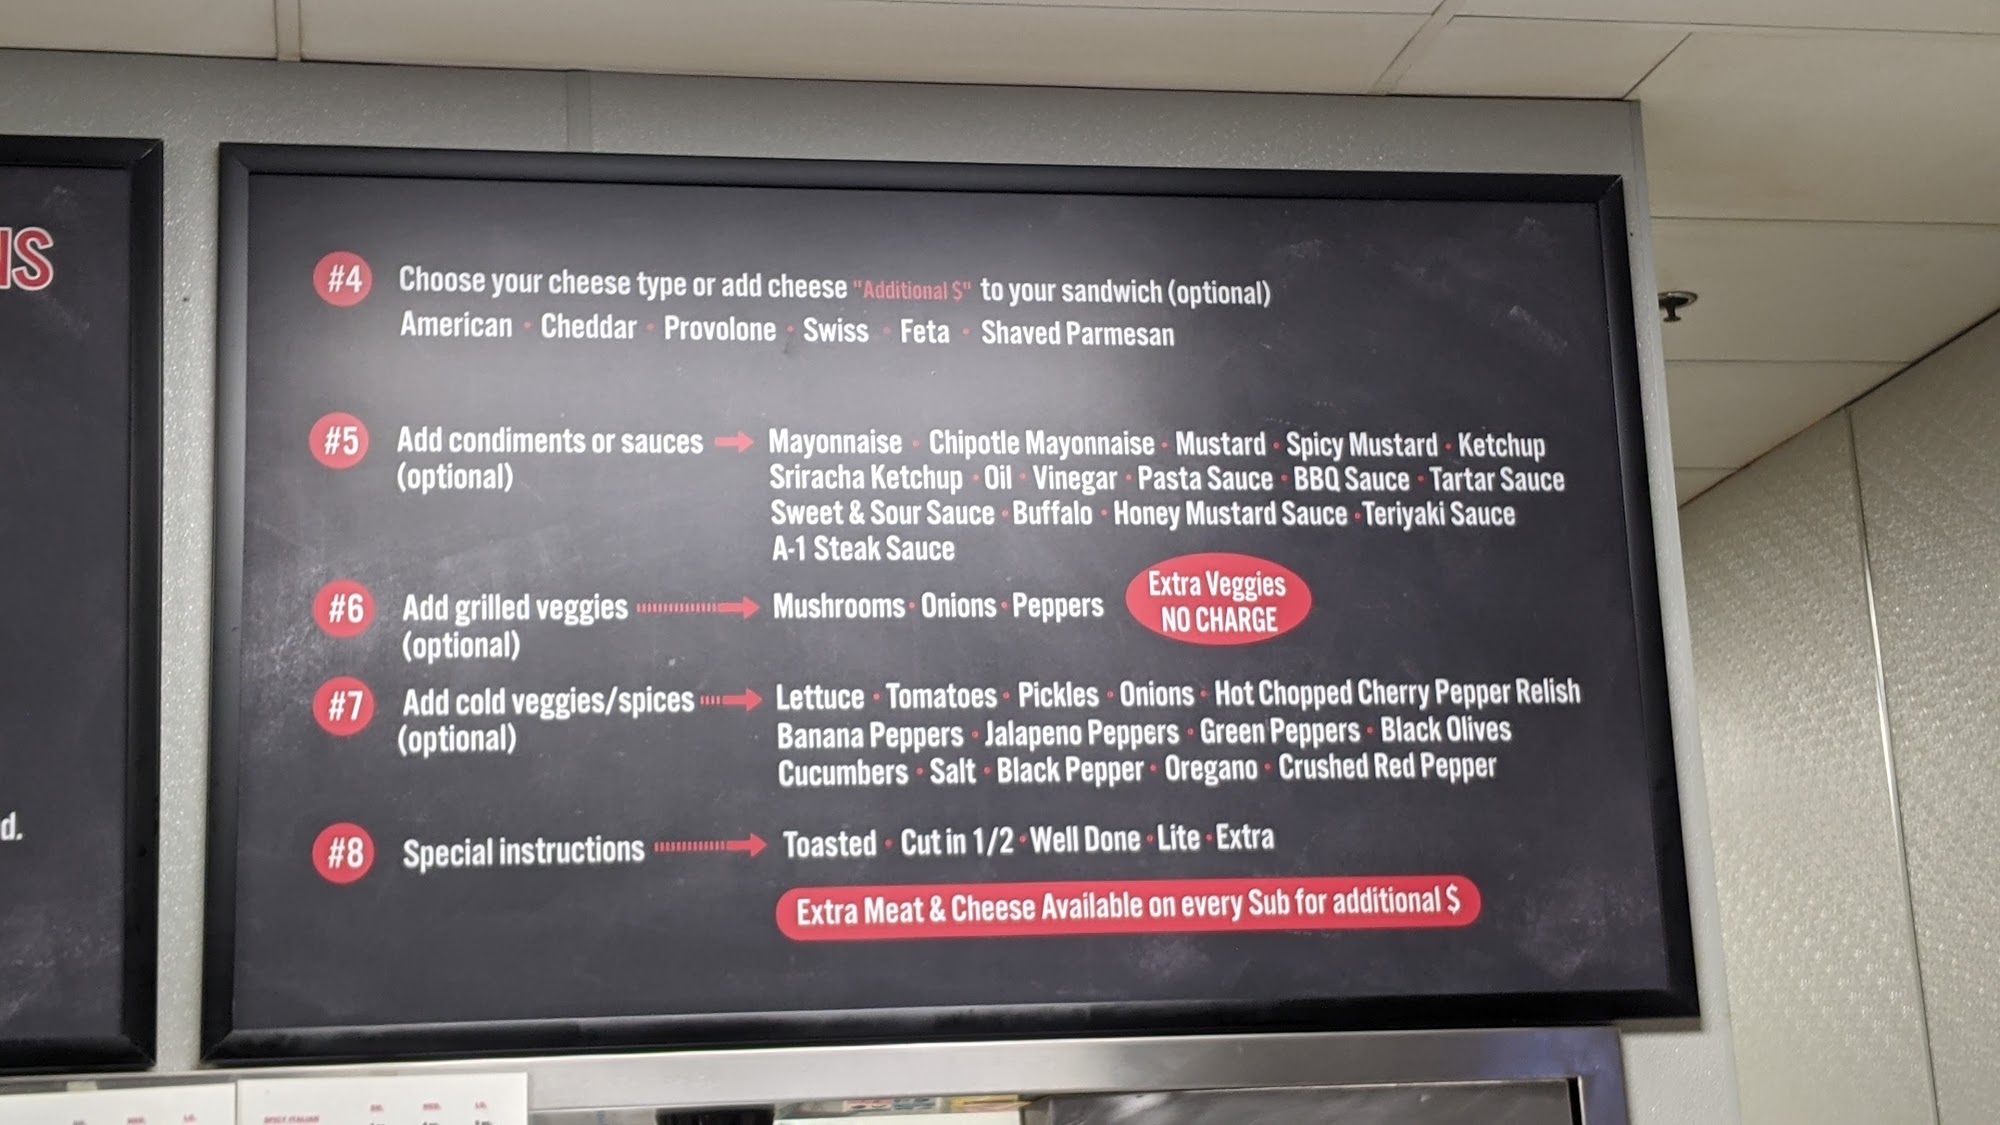 NS
d.
#4 Choose your cheese type or add cheese "Additional $" to your sandwich (optional)
American • Cheddar • Provolone • Swiss • Feta • Shaved Parmesan
#5 Add condiments or sauces Mayonnaise • Chipotle Mayonnaise • Mustard • Spicy Mustard • Ketchup
(optional) Sriracha Ketchup • Oil • Vinegar • Pasta Sauce • BBQ Sauce • Tartar Sauce
Sweet & Sour Sauce • Buffalo • Honey Mustard Sauce • Teriyaki Sauce
A-1 Steak Sauce
#6 Add grilled veggies Mushrooms • Onions • Peppers
(optional)
Extra Veggies
NO CHARGE
#7 Add cold veggies/spices Lettuce • Tomatoes • Pickles • Onions • Hot Chopped Cherry Pepper Relish
(optional) Banana Peppers • Jalapeno Peppers • Green Peppers • Black Olives
Cucumbers • Salt • Black Pepper • Oregano • Crushed Red Pepper
#8 Special instructions Toasted • Cut in 1/2 • Well Done • Lite • Extra
Extra Meat & Cheese Available on every Sub for additional $
SPICY ITALIAN